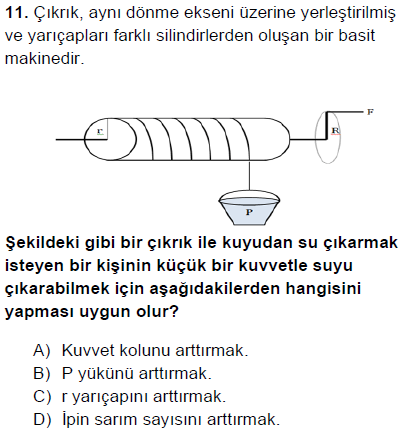 11. Çıkrık, aynı dönme ekseni üzerine yerleştirilmiş
ve yarıçapları farklı silindirlerden oluşan bir basit
makinedir.
r
F
R
P
Şekildeki gibi bir çıkrık ile kuyudan su çıkarmak
isteyen bir kişinin küçük bir kuvvetle suyu
çıkarabilmek için aşağıdakilerden hangisini
yapması uygun olur?
A) Kuvvet kolunu arttırmak.
B) P yükünü arttırmak.
C) r yarıçapını arttırmak.
D) İpin sarım sayısını arttırmak.